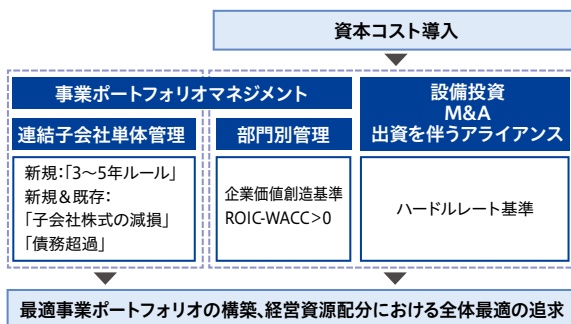 資本コスト導入
事業ポートフォリオマネジメント
連結子会社単体管理
新規:「3〜5年ルール」
新規&既存:
「子会社株式の減損」
「債務超過」
部門別管理
企業価値創造基準
ROIC-WACC>0
設備投資
M&A
出資を伴うアライアンス
ハードルレート基準
最適事業ポートフォリオの構築、経営資源配分における全体最適の追求